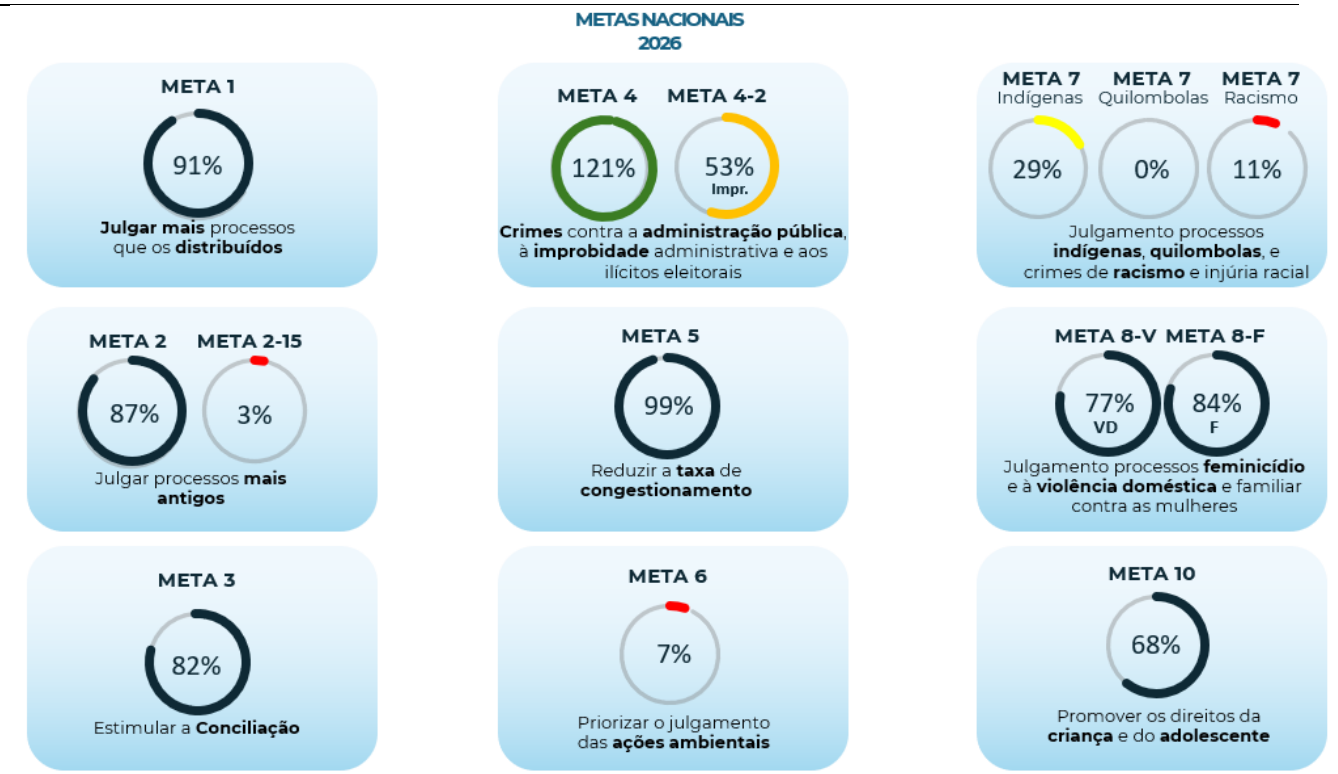 METAS NACIONAIS
2026
META 1
91%
Julgar mais processos
que os distribuídos
META 4
META 4-2
121%
53%
Impr.
Crimes contra a administração pública,
à improbidade administrativa e aos
ilícitos eleitorais
META 7
Indígenas
META 7
Quilombolas
META 7
Racismo
29%
0%
11%
Julgamento processos
indígenas, quilombolas, e
crimes de racismo e injúria racial
META 2
META 2-15
87%
3%
Julgar processos mais
antigos
META 5
99%
Reduzir a taxa de
congestionamento
META 8-V
META 8-F
77%
VD
84%
F
Julgamento processos feminicídio
e à violência doméstica e familiar
contra as mulheres
META 3
82%
Estimular a Conciliação
META 6
7%
Priorizar o julgamento
das ações ambientais
META 10
68%
Promover os direitos da
criança e do adolescente